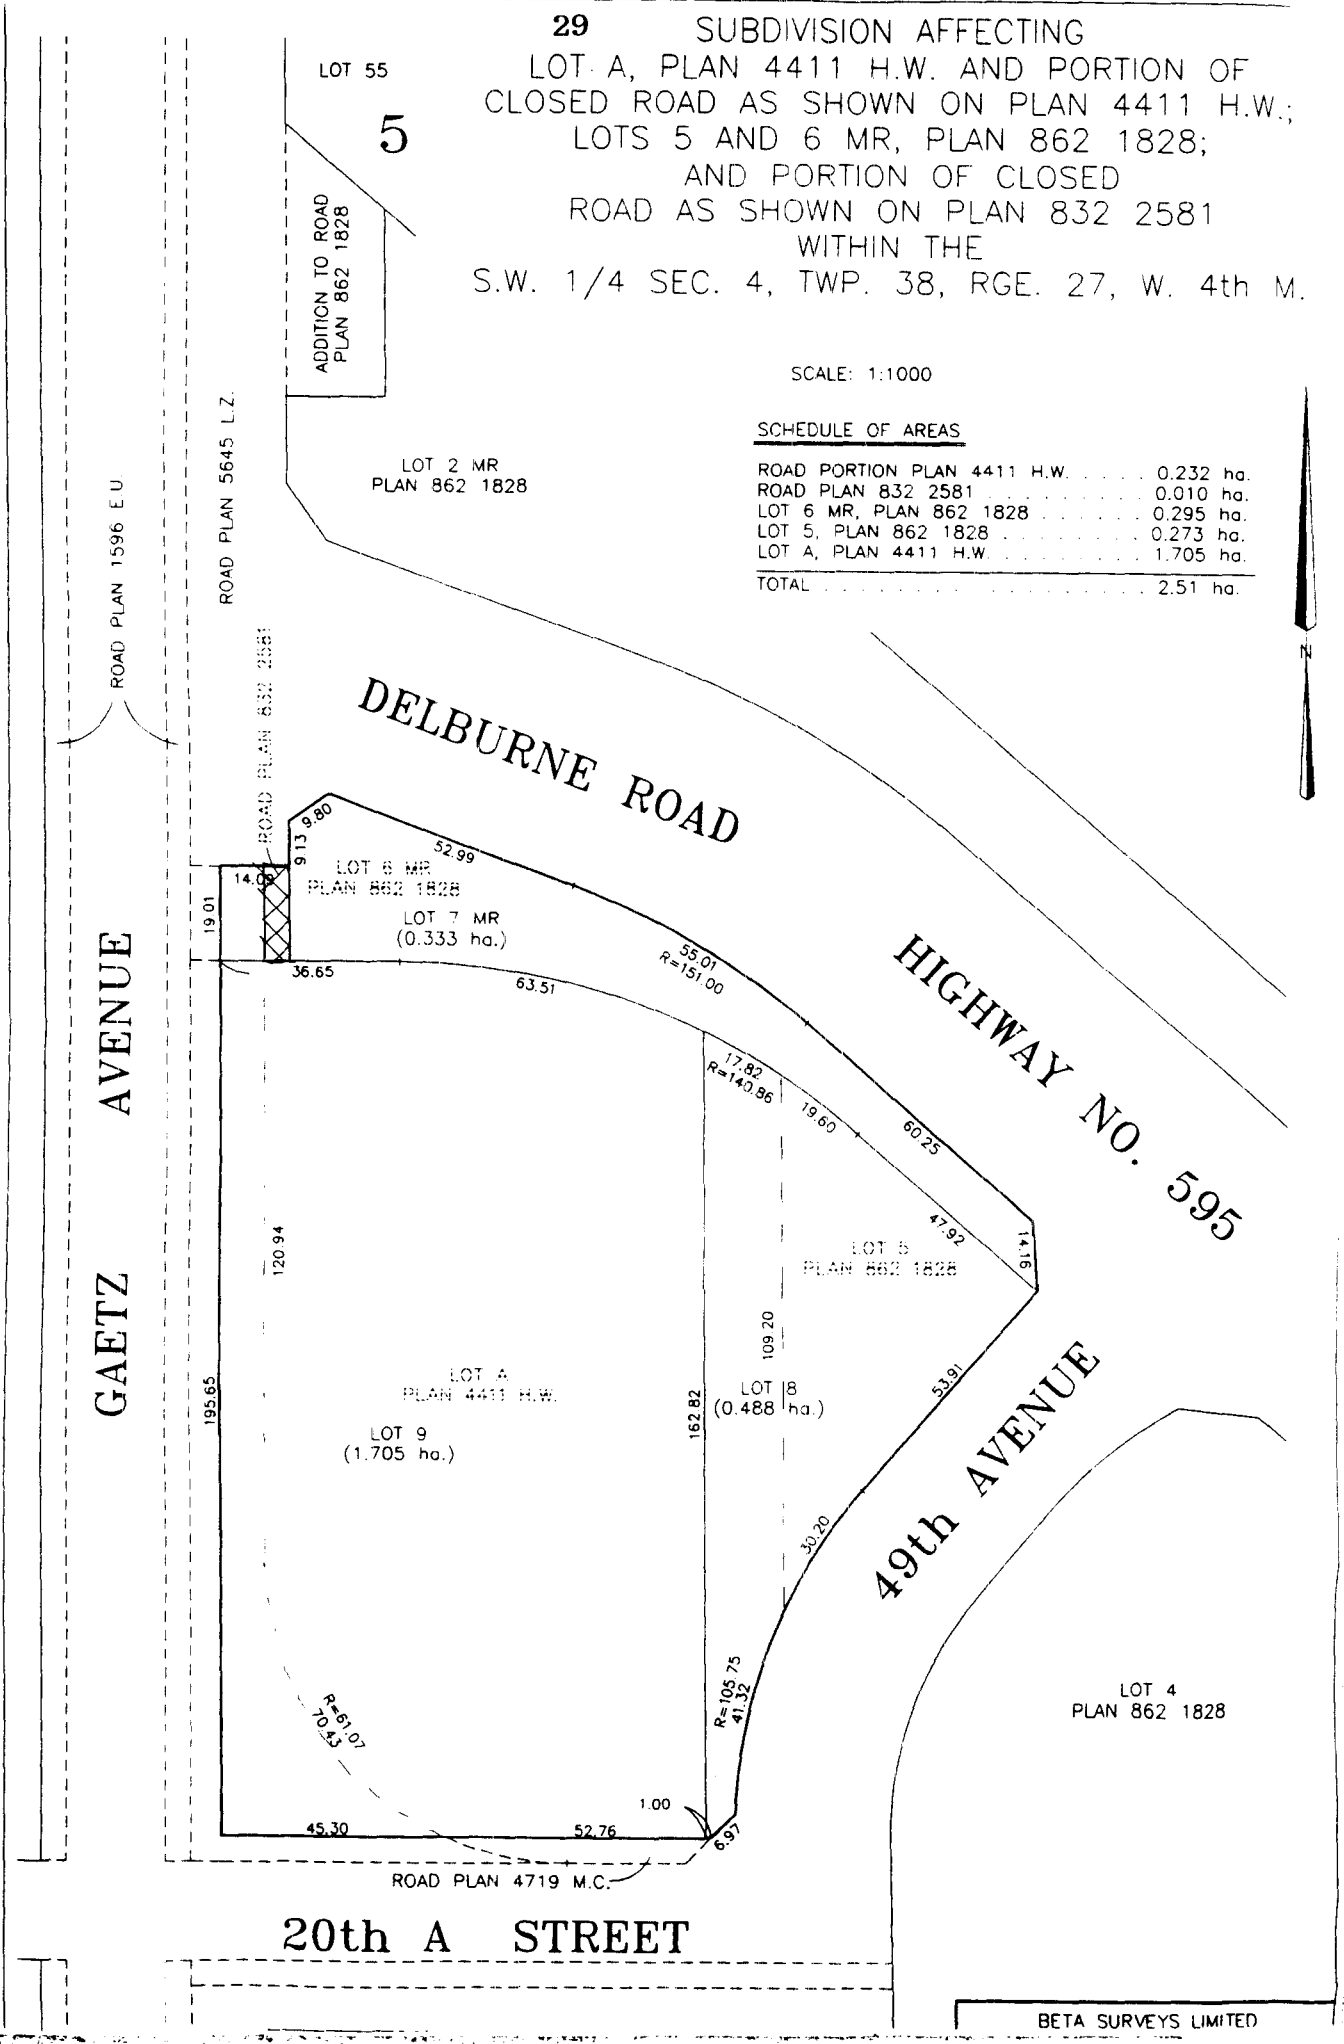 29
SUBDIVISION AFFECTING
LOT A, PLAN 4411 H.W. AND PORTION OF
CLOSED ROAD AS SHOWN ON PLAN 4411 H.W.;
LOTS 5 AND 6 MR, PLAN 862 1828;
AND PORTION OF CLOSED
ROAD AS SHOWN ON PLAN 832 2581
WITHIN THE
S.W. 1/4 SEC. 4, TWP. 38, RGE. 27, W. 4th M.
LOT 55
5
ADDITION TO ROAD
PLAN 862 1828
SCALE: 1:1000
SCHEDULE OF AREAS
ROAD PORTION PLAN 4411 H.W. . . . . 0.232 ha.
ROAD PLAN 832 2581 . . . . . . . . . 0.010 ha.
LOT 6 MR, PLAN 862 1828 . . . . . . 0.295 ha.
LOT 5, PLAN 862 1828 . . . . . . . . 0.273 ha.
LOT A, PLAN 4411 H.W. . . . . . . . . 1.705 ha.
TOTAL . . . . . . . . . . . . . . . . . 2.51 ha.
N
LOT 2 MR
PLAN 862 1828
ROAD PLAN 5645 L.Z.
ROAD PLAN 1596 E.U.
ROAD PLAN 832 2581
DELBURNE ROAD
HIGHWAY NO. 595
9.80
9.13
52.99
14.09
19.01
LOT 6 MR
PLAN 862 1828
LOT 7 MR
(0.333 ha.)
36.65
63.51
55.01
R=151.00
17.82
R=140.86
19.60
60.25
47.92
14.16
LOT 5
PLAN 862 1828
GAETZ AVENUE
120.94
195.65
109.20
162.82
53.91
LOT A
PLAN 4411 H.W.
LOT 9
(1.705 ha.)
LOT 8
(0.488 ha.)
49th AVENUE
30.20
R=105.75
41.32
R=61.07
70.43
LOT 4
PLAN 862 1828
1.00
45.30
52.76
6.97
ROAD PLAN 4719 M.C.
20th A STREET
BETA SURVEYS LIMITED